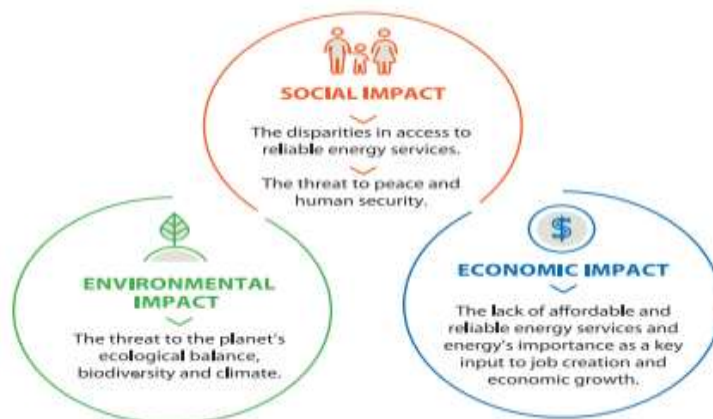 SOCIAL IMPACT
The disparities in access to
reliable energy services.
The threat to peace and
human security.
ENVIRONMENTAL
IMPACT
The threat to the planet's
ecological balance,
biodiversity and climate.
$
ECONOMIC IMPACT
The lack of affordable and
reliable energy services and
energy's importance as a key
input to job creation and
economic growth.